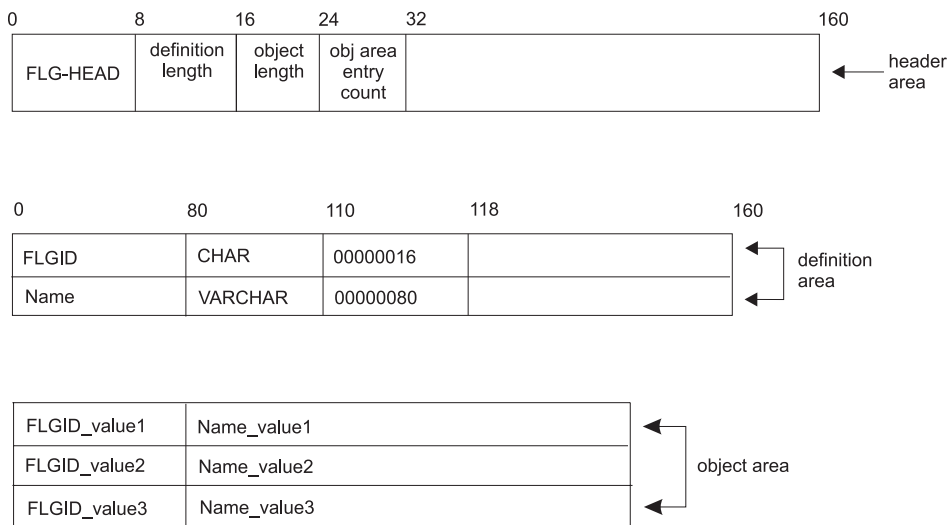 0 8 16 24 32 160
FLG-HEAD
definition
length
object
length
obj area
entry
count
header
area
0 80 110 118 160
FLGID CHAR 00000016
Name VARCHAR 00000080
definition
area
FLGID_value1 Name_value1
FLGID_value2 Name_value2
FLGID_value3 Name_value3
object area